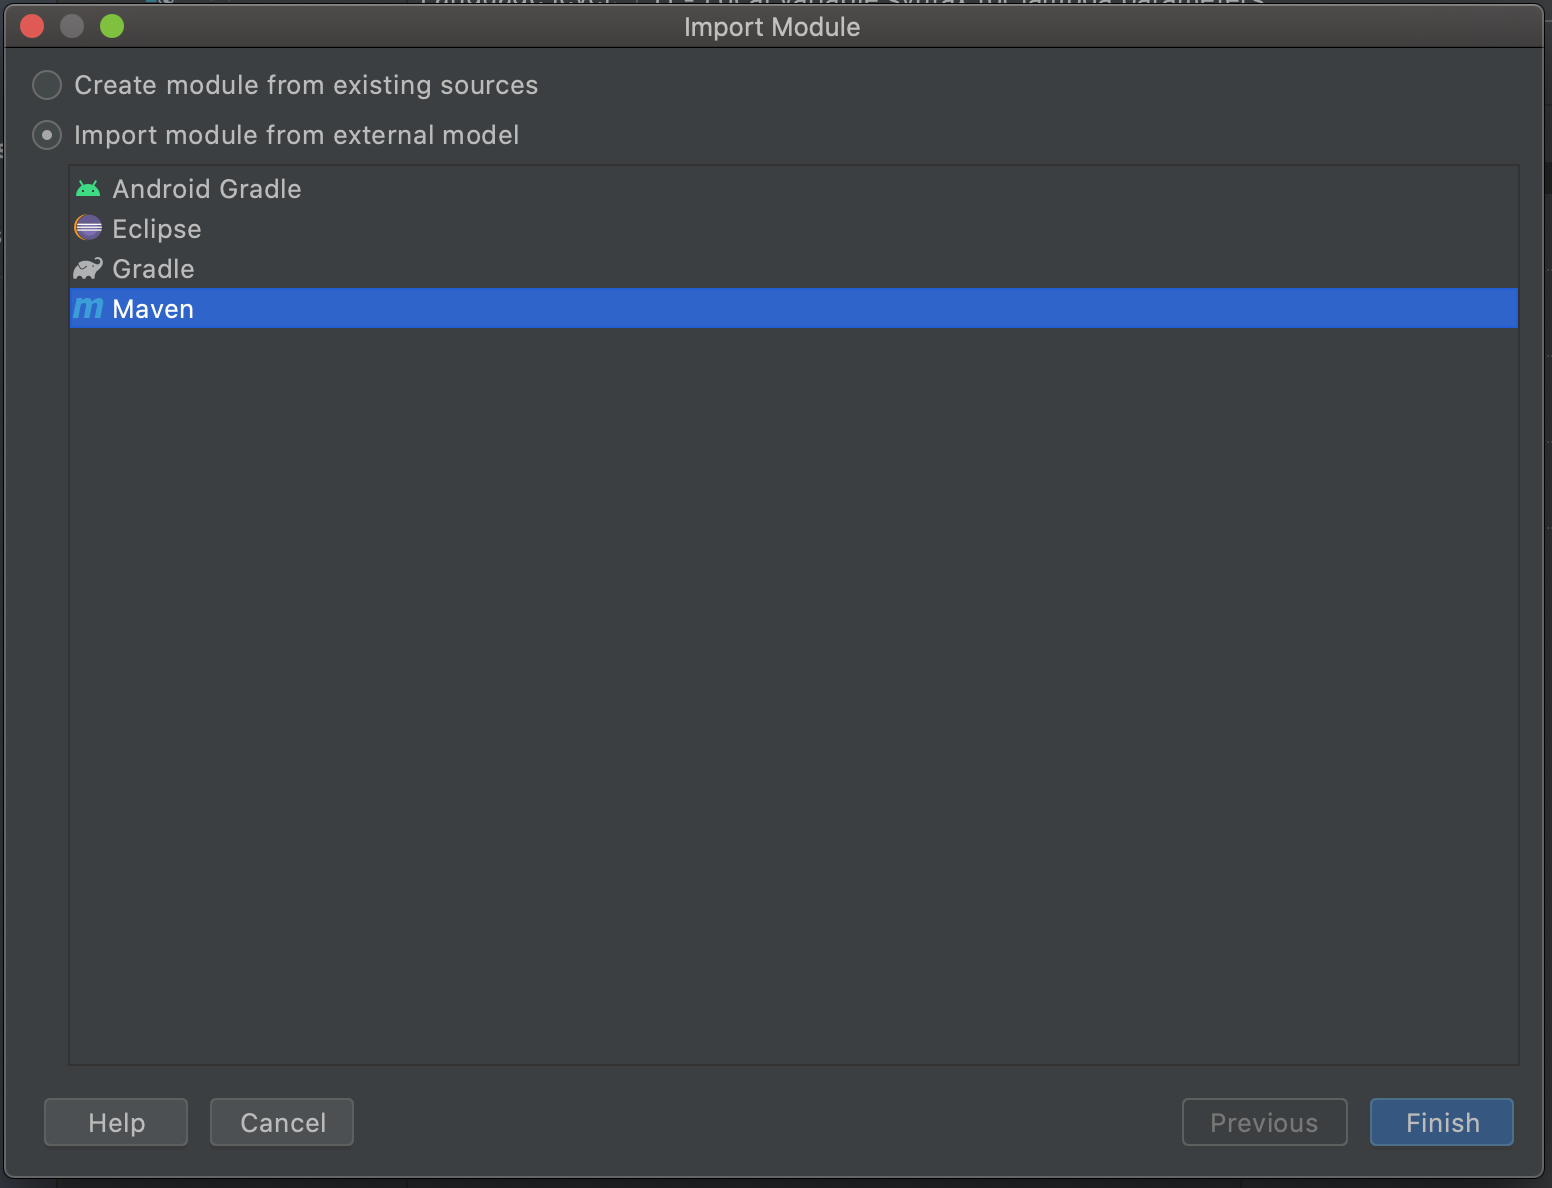 Import Module
Create module from existing sources
Import module from external model
Android Gradle
Eclipse
Gradle
m Maven
Help
Cancel
Previous
Finish